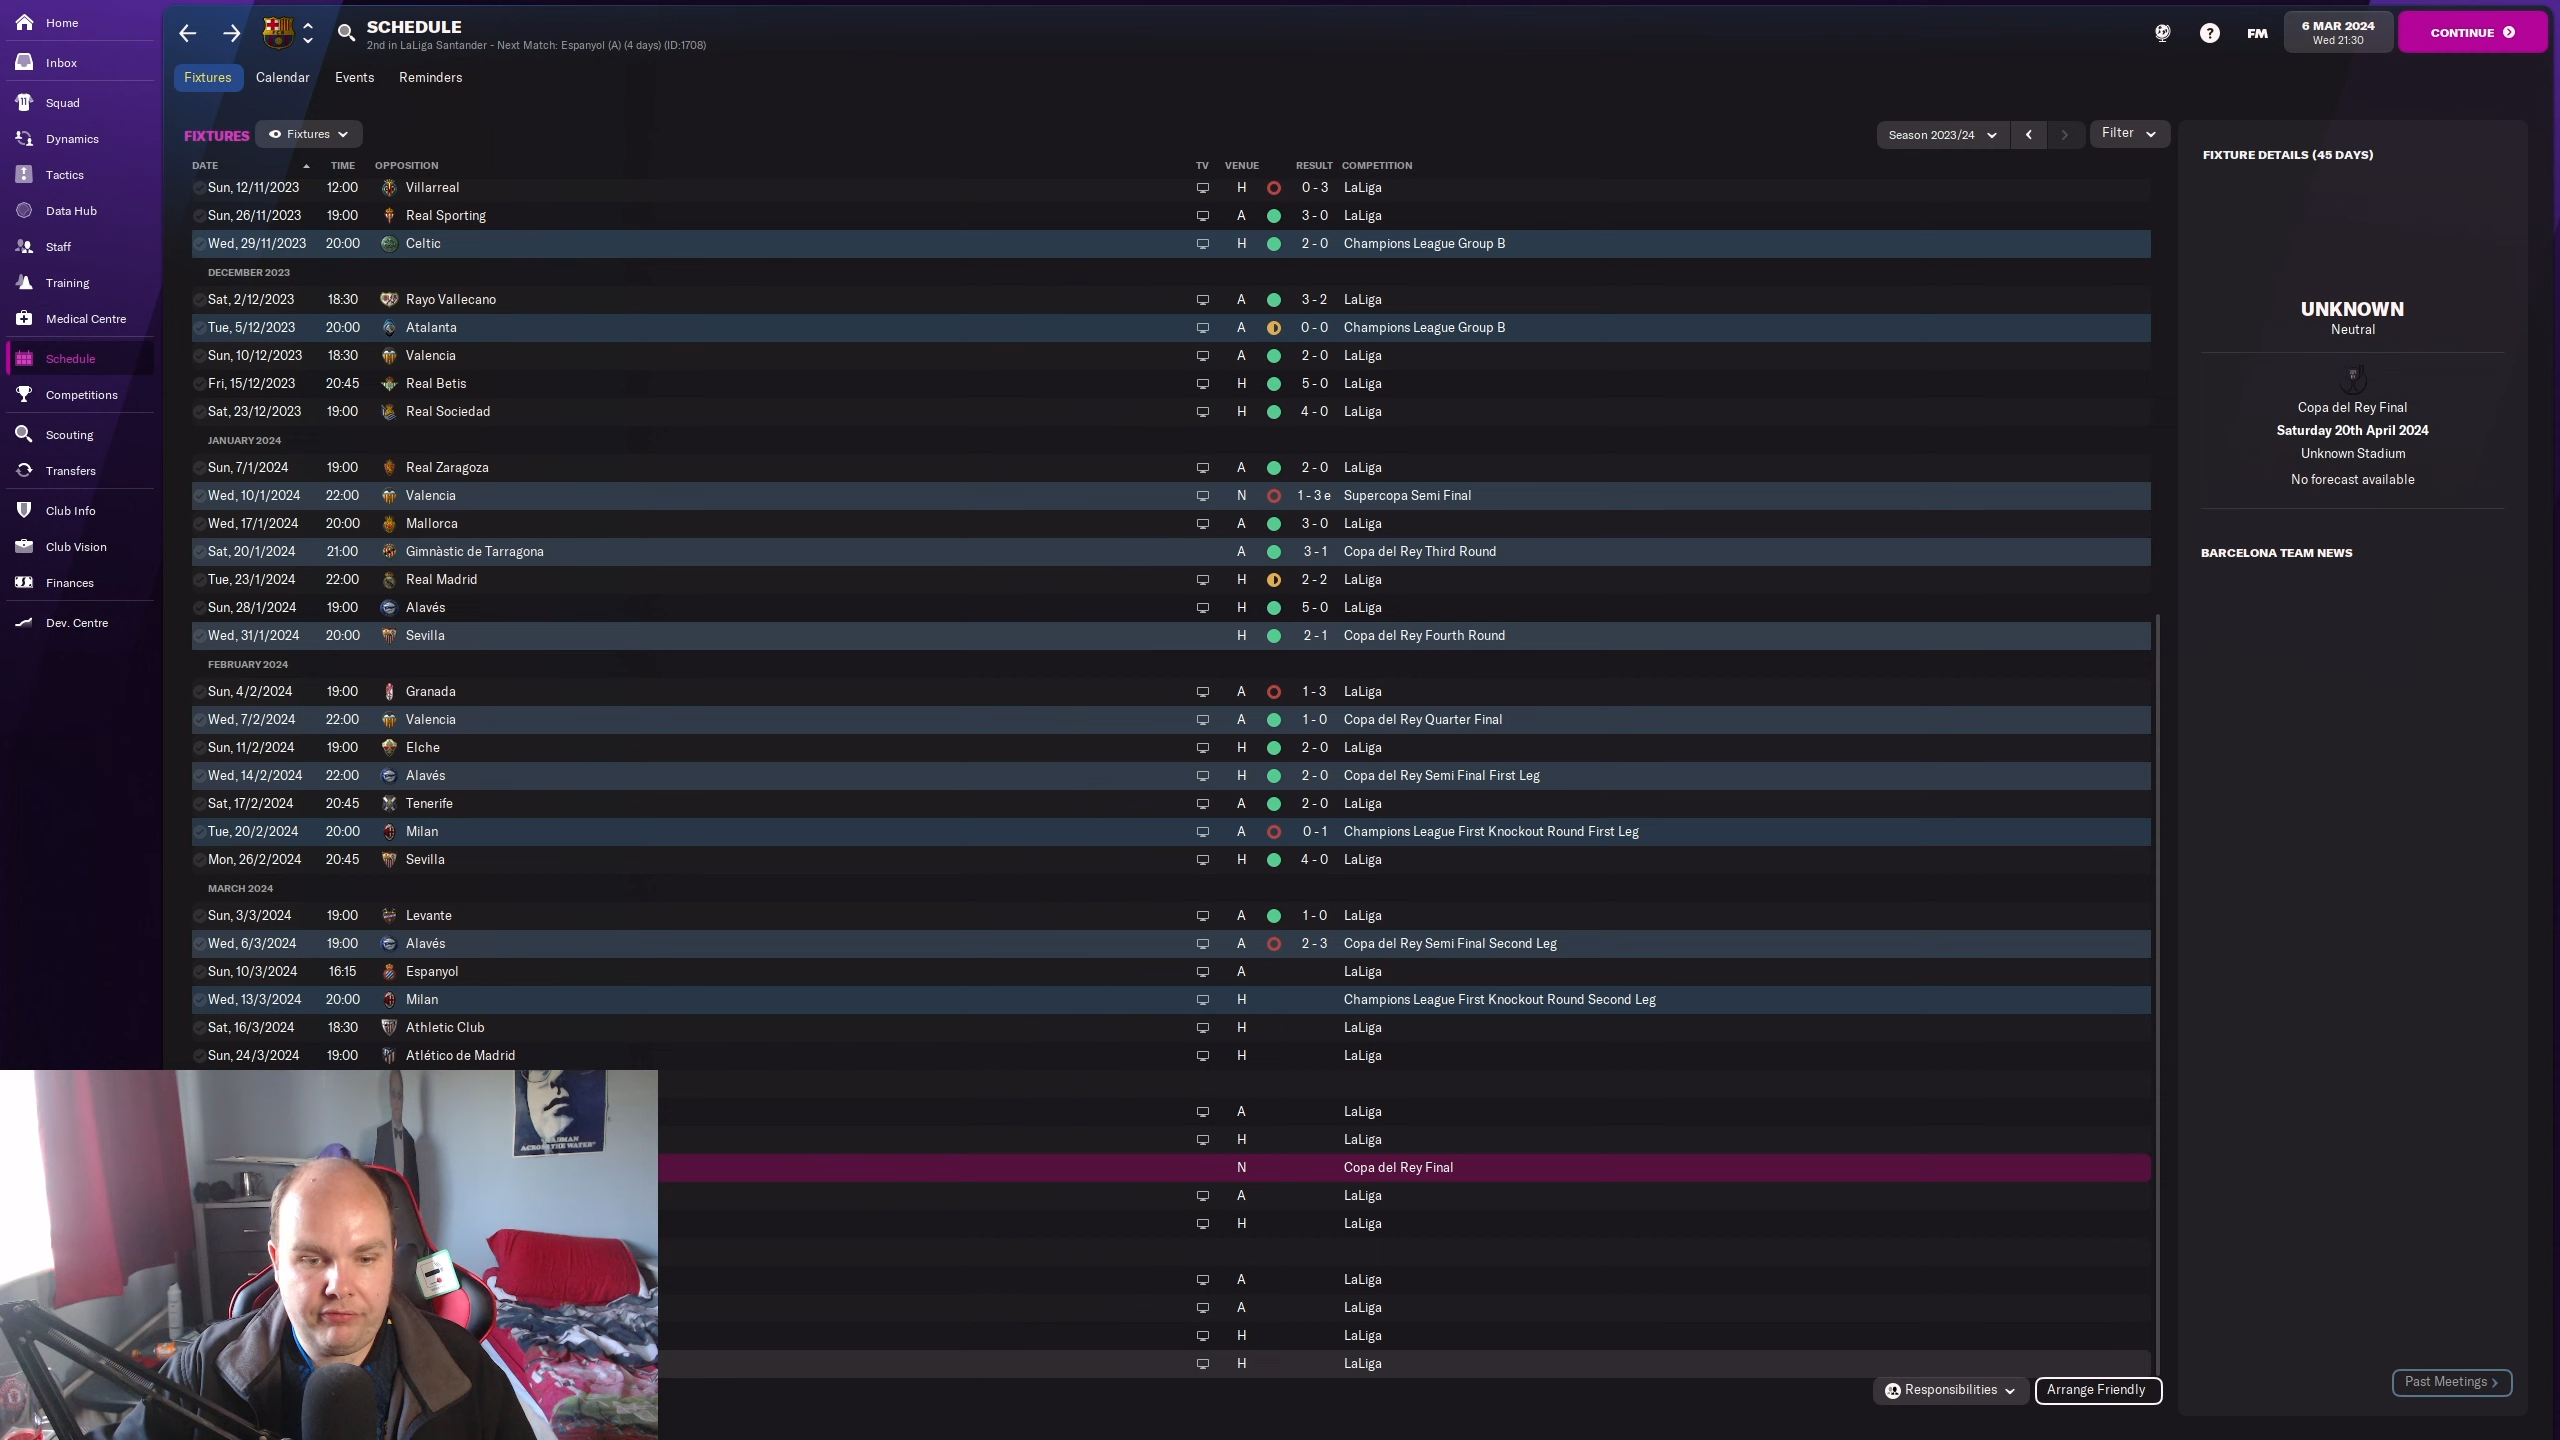 Home
Inbox
Squad
Dynamics
Tactics
Data Hub
Staff
Training
Medical Centre
Schedule
Competitions
Scouting
Transfers
Club Info
Club Vision
Finances
Dev. Centre
SCHEDULE
2nd in LaLiga Santander - Next Match: Espanyol (A) (4 days) (ID:1708)
FM
6 MAR 2024
Wed 21:30
CONTINUE
Fixtures Calendar Events Reminders
FIXTURES Fixtures
Season 2023/24 Filter
DATE TIME OPPOSITION TV VENUE RESULT COMPETITION
Sun, 12/11/2023 12:00 Villarreal H 0 - 3 LaLiga
Sun, 26/11/2023 19:00 Real Sporting A 3 - 0 LaLiga
Wed, 29/11/2023 20:00 Celtic H 2 - 0 Champions League Group B
DECEMBER 2023
Sat, 2/12/2023 18:30 Rayo Vallecano A 3 - 2 LaLiga
Tue, 5/12/2023 20:00 Atalanta A 0 - 0 Champions League Group B
Sun, 10/12/2023 18:30 Valencia A 2 - 0 LaLiga
Fri, 15/12/2023 20:45 Real Betis H 5 - 0 LaLiga
Sat, 23/12/2023 19:00 Real Sociedad H 4 - 0 LaLiga
JANUARY 2024
Sun, 7/1/2024 19:00 Real Zaragoza A 2 - 0 LaLiga
Wed, 10/1/2024 22:00 Valencia N 1 - 3 e Supercopa Semi Final
Wed, 17/1/2024 20:00 Mallorca A 3 - 0 LaLiga
Sat, 20/1/2024 21:00 Gimnàstic de Tarragona A 3 - 1 Copa del Rey Third Round
Tue, 23/1/2024 22:00 Real Madrid H 2 - 2 LaLiga
Sun, 28/1/2024 19:00 Alavés H 5 - 0 LaLiga
Wed, 31/1/2024 20:00 Sevilla H 2 - 1 Copa del Rey Fourth Round
FEBRUARY 2024
Sun, 4/2/2024 19:00 Granada A 1 - 3 LaLiga
Wed, 7/2/2024 22:00 Valencia A 1 - 0 Copa del Rey Quarter Final
Sun, 11/2/2024 19:00 Elche H 2 - 0 LaLiga
Wed, 14/2/2024 22:00 Alavés H 2 - 0 Copa del Rey Semi Final First Leg
Sat, 17/2/2024 20:45 Tenerife A 2 - 0 LaLiga
Tue, 20/2/2024 20:00 Milan A 0 - 1 Champions League First Knockout Round First Leg
Mon, 26/2/2024 20:45 Sevilla H 4 - 0 LaLiga
MARCH 2024
Sun, 3/3/2024 19:00 Levante A 1 - 0 LaLiga
Wed, 6/3/2024 19:00 Alavés A 2 - 3 Copa del Rey Semi Final Second Leg
Sun, 10/3/2024 16:15 Espanyol A LaLiga
Wed, 13/3/2024 20:00 Milan H Champions League First Knockout Round Second Leg
Sat, 16/3/2024 18:30 Athletic Club H LaLiga
Sun, 24/3/2024 19:00 Atlético de Madrid H LaLiga
A LaLiga
H LaLiga
N Copa del Rey Final
A LaLiga
H LaLiga
A LaLiga
A LaLiga
H LaLiga
H LaLiga
Responsibilities Arrange Friendly
FIXTURE DETAILS (45 DAYS)
UNKNOWN
Neutral
Copa del Rey Final
Saturday 20th April 2024
Unknown Stadium
No forecast available
BARCELONA TEAM NEWS
Past Meetings
ACROSS THE WATER"